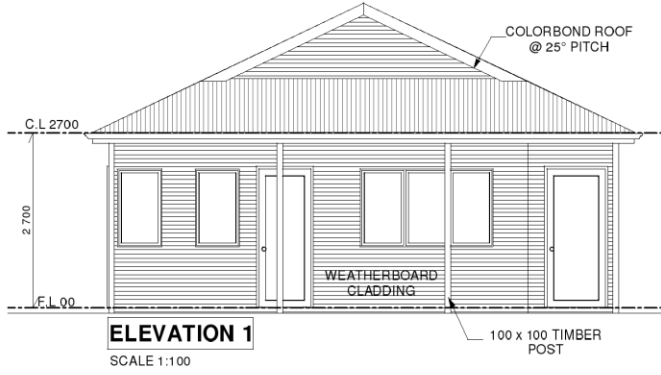 COLORBOND ROOF
@ 25° PITCH
C.L 2700
2 700
WEATHERBOARD
CLADDING
F.L 00
ELEVATION 1
100 x 100 TIMBER
POST
SCALE 1:100